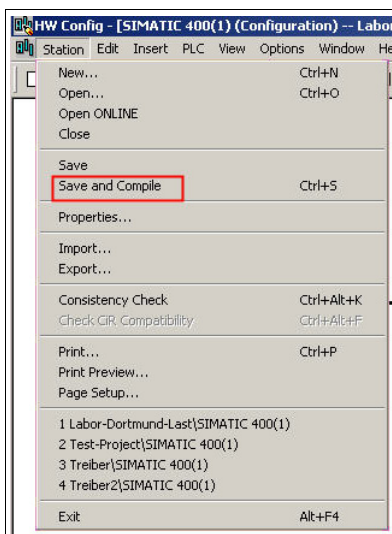 HW Config - [SIMATIC 400(1) (Configuration) -- Labo
Station Edit Insert PLC View Options Window He
New... Ctrl+N
Open... Ctrl+O
Open ONLINE
Close
Save
Save and Compile Ctrl+S
Properties...
Import...
Export...
Consistency Check Ctrl+Alt+K
Check CiR Compatibility Ctrl+Alt+F
Print... Ctrl+P
Print Preview...
Page Setup...
1 Labor-Dortmund-Last\SIMATIC 400(1)
2 Test-Project\SIMATIC 400(1)
3 Treiber\SIMATIC 400(1)
4 Treiber2\SIMATIC 400(1)
Exit Alt+F4